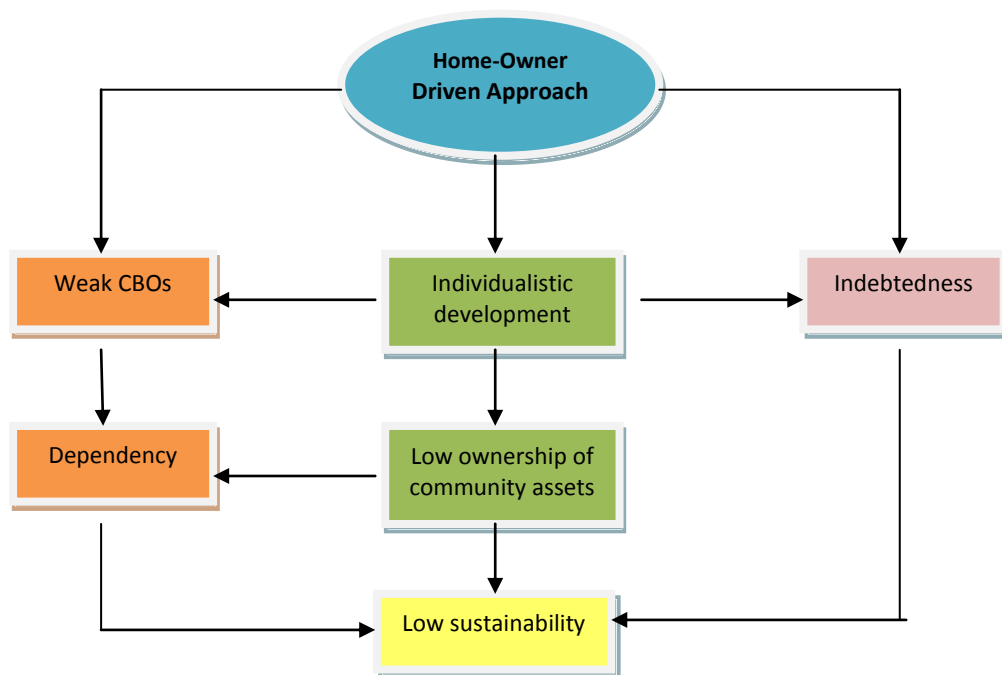 Home-Owner
Driven Approach
Weak CBOs
Individualistic
development
Indebtedness
Dependency
Low ownership of
community assets
Low sustainability